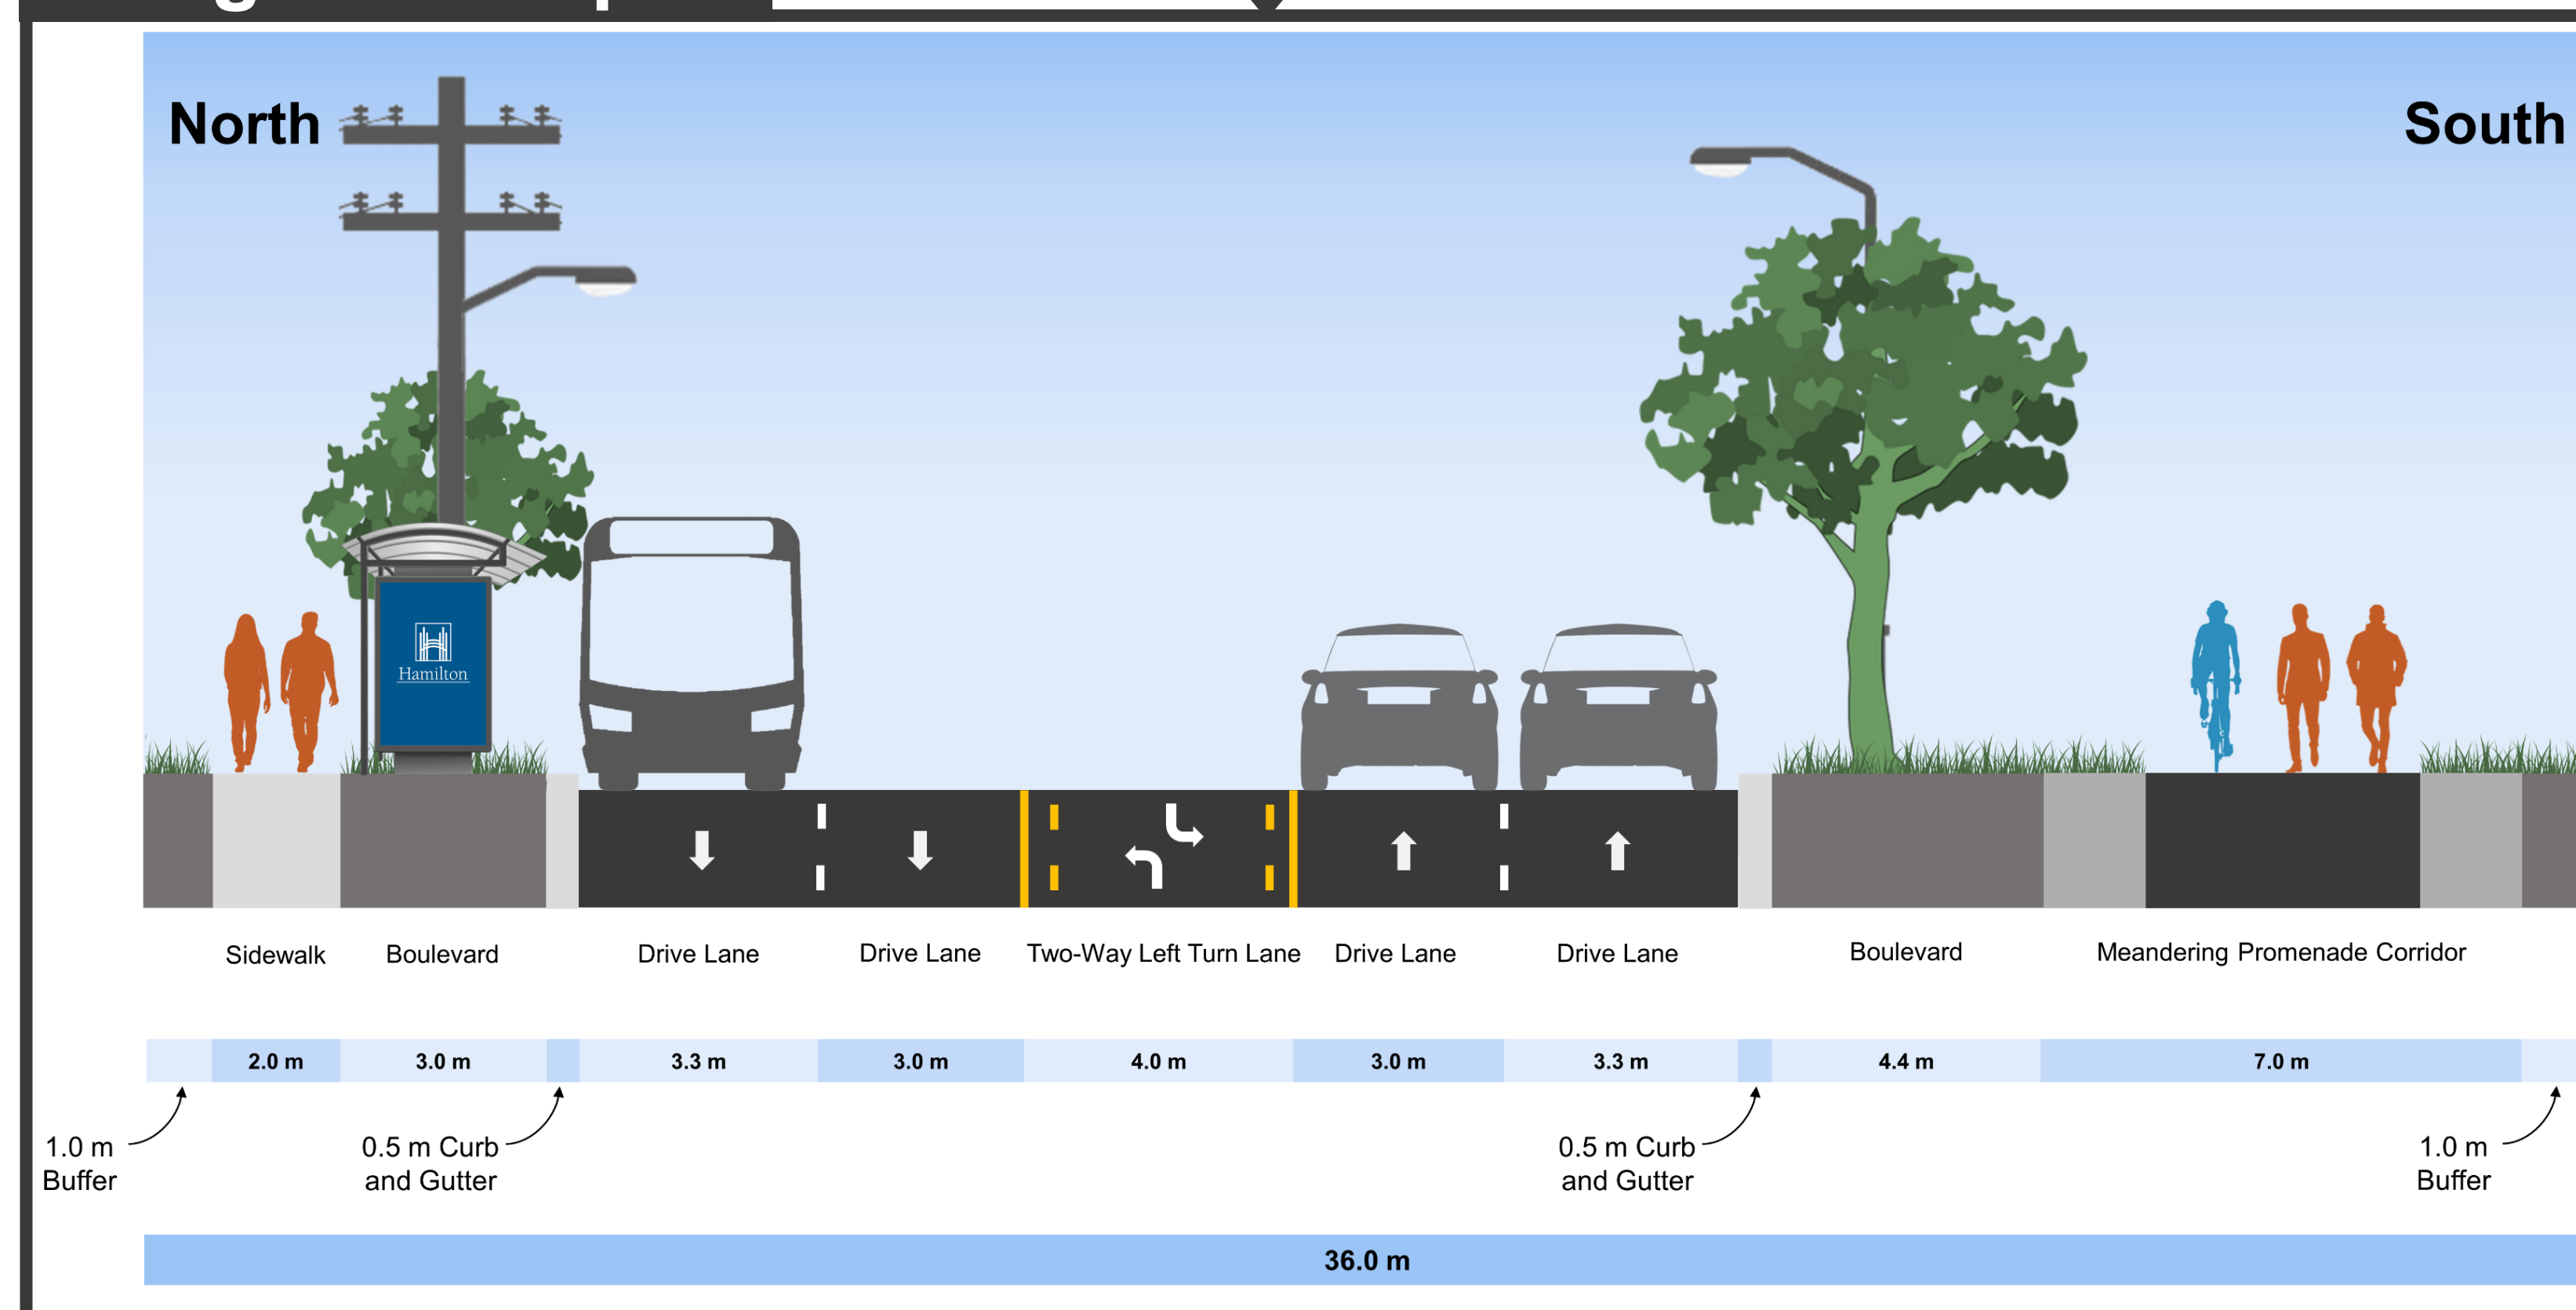 North
South
Hamilton
Sidewalk
Boulevard
Drive Lane
Drive Lane
Two-Way Left Turn Lane
Drive Lane
Drive Lane
Boulevard
Meandering Promenade Corridor
2.0 m
3.0 m
3.3 m
3.0 m
4.0 m
3.0 m
3.3 m
4.4 m
7.0 m
1.0 m
Buffer
0.5 m Curb
and Gutter
0.5 m Curb
and Gutter
1.0 m
Buffer
36.0 m